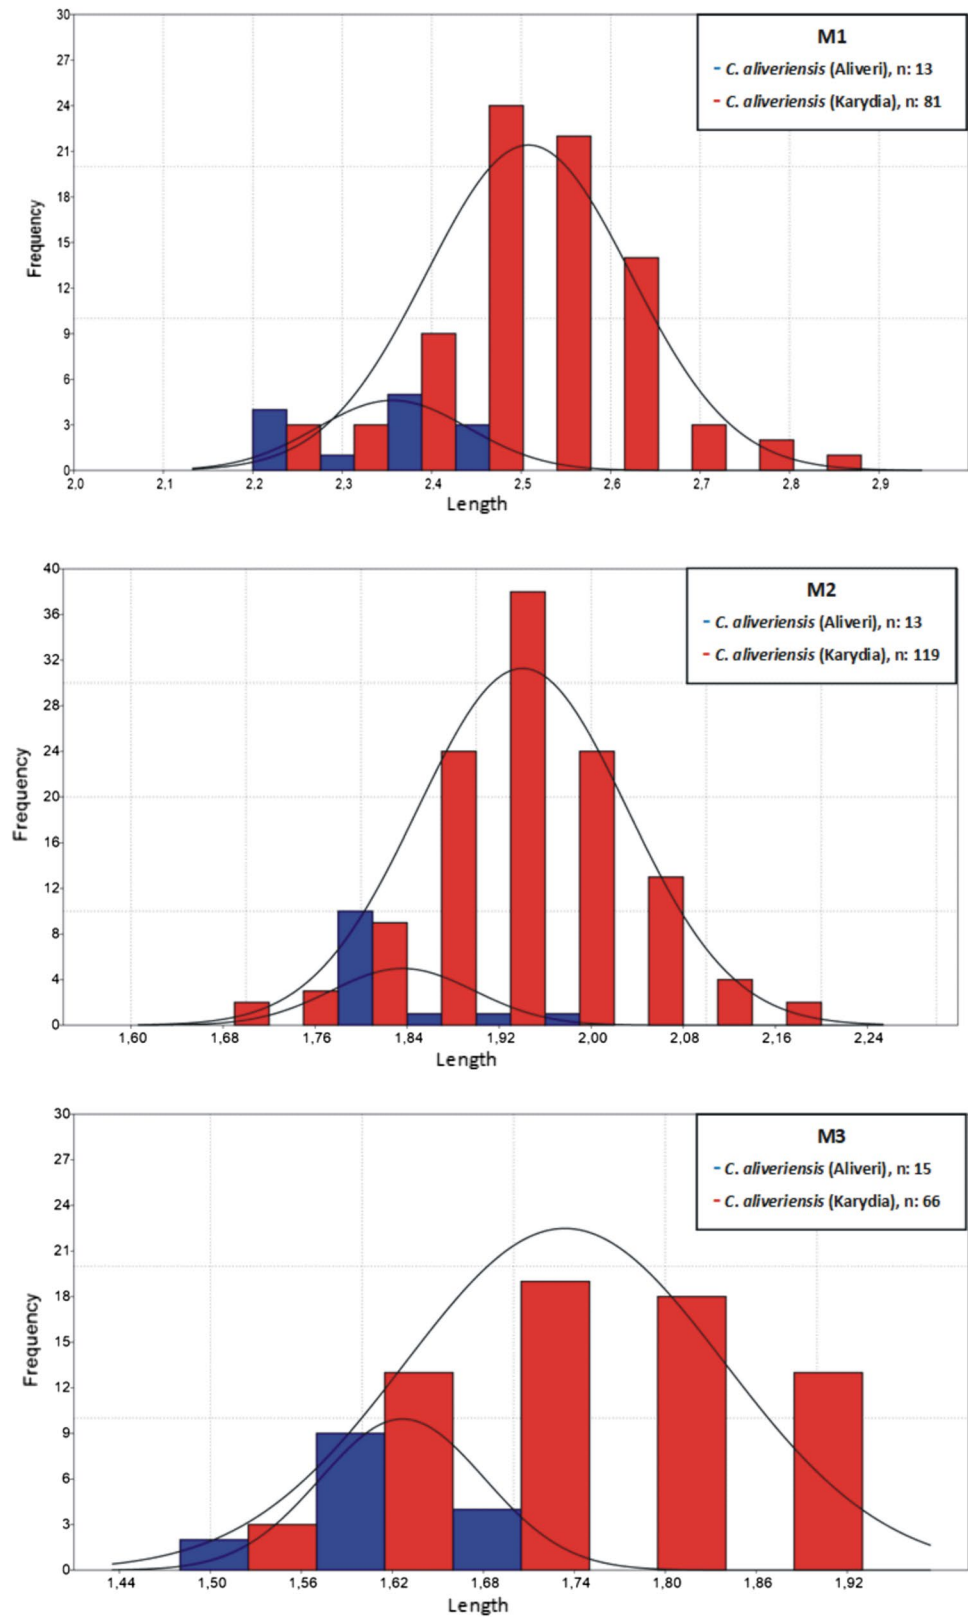 30
27
24
21
18
15
12
9
6
3
0
Frequency
2,0 2,1 2,2 2,3 2,4 2,5 2,6 2,7 2,8 2,9
Length
M1
- C. aliveriensis (Aliveri), n: 13
- C. aliveriensis (Karydia), n: 81
40
36
32
28
24
20
16
12
8
4
0
Frequency
1,60 1,68 1,76 1,84 1,92 2,00 2,08 2,16 2,24
Length
M2
- C. aliveriensis (Aliveri), n: 13
- C. aliveriensis (Karydia), n: 119
30
27
24
21
18
15
12
9
6
3
0
Frequency
1,44 1,50 1,56 1,62 1,68 1,74 1,80 1,86 1,92
Length
M3
- C. aliveriensis (Aliveri), n: 15
- C. aliveriensis (Karydia), n: 66